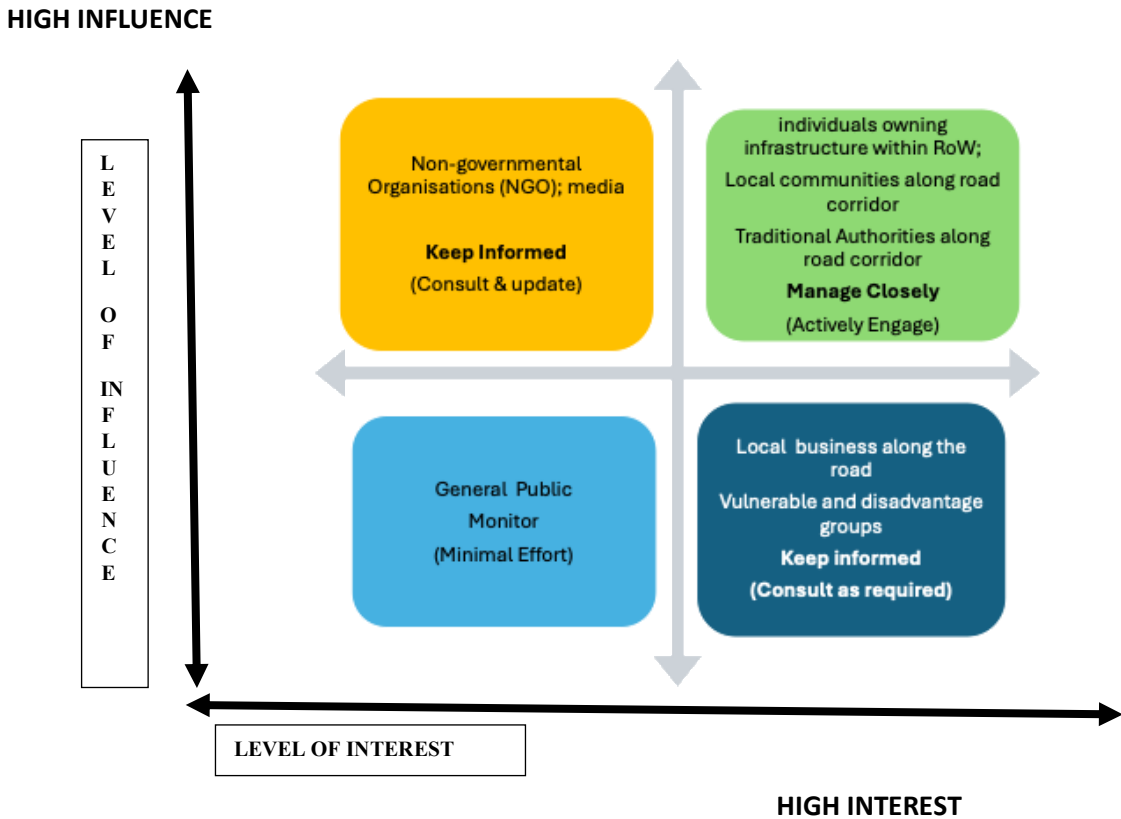 HIGH INFLUENCE
L
E
V
E
L
O
F
IN
F
L
U
E
N
C
E
Non-governmental
Organisations (NGO); media
Keep Informed
(Consult & update)
individuals owning
infrastructure within RoW;
Local communities along road
corridor
Traditional Authorities along
road corridor
Manage Closely
(Actively Engage)
General Public
Monitor
(Minimal Effort)
Local business along the
road
Vulnerable and disadvantage
groups
Keep informed
(Consult as required)
LEVEL OF INTEREST
HIGH INTEREST